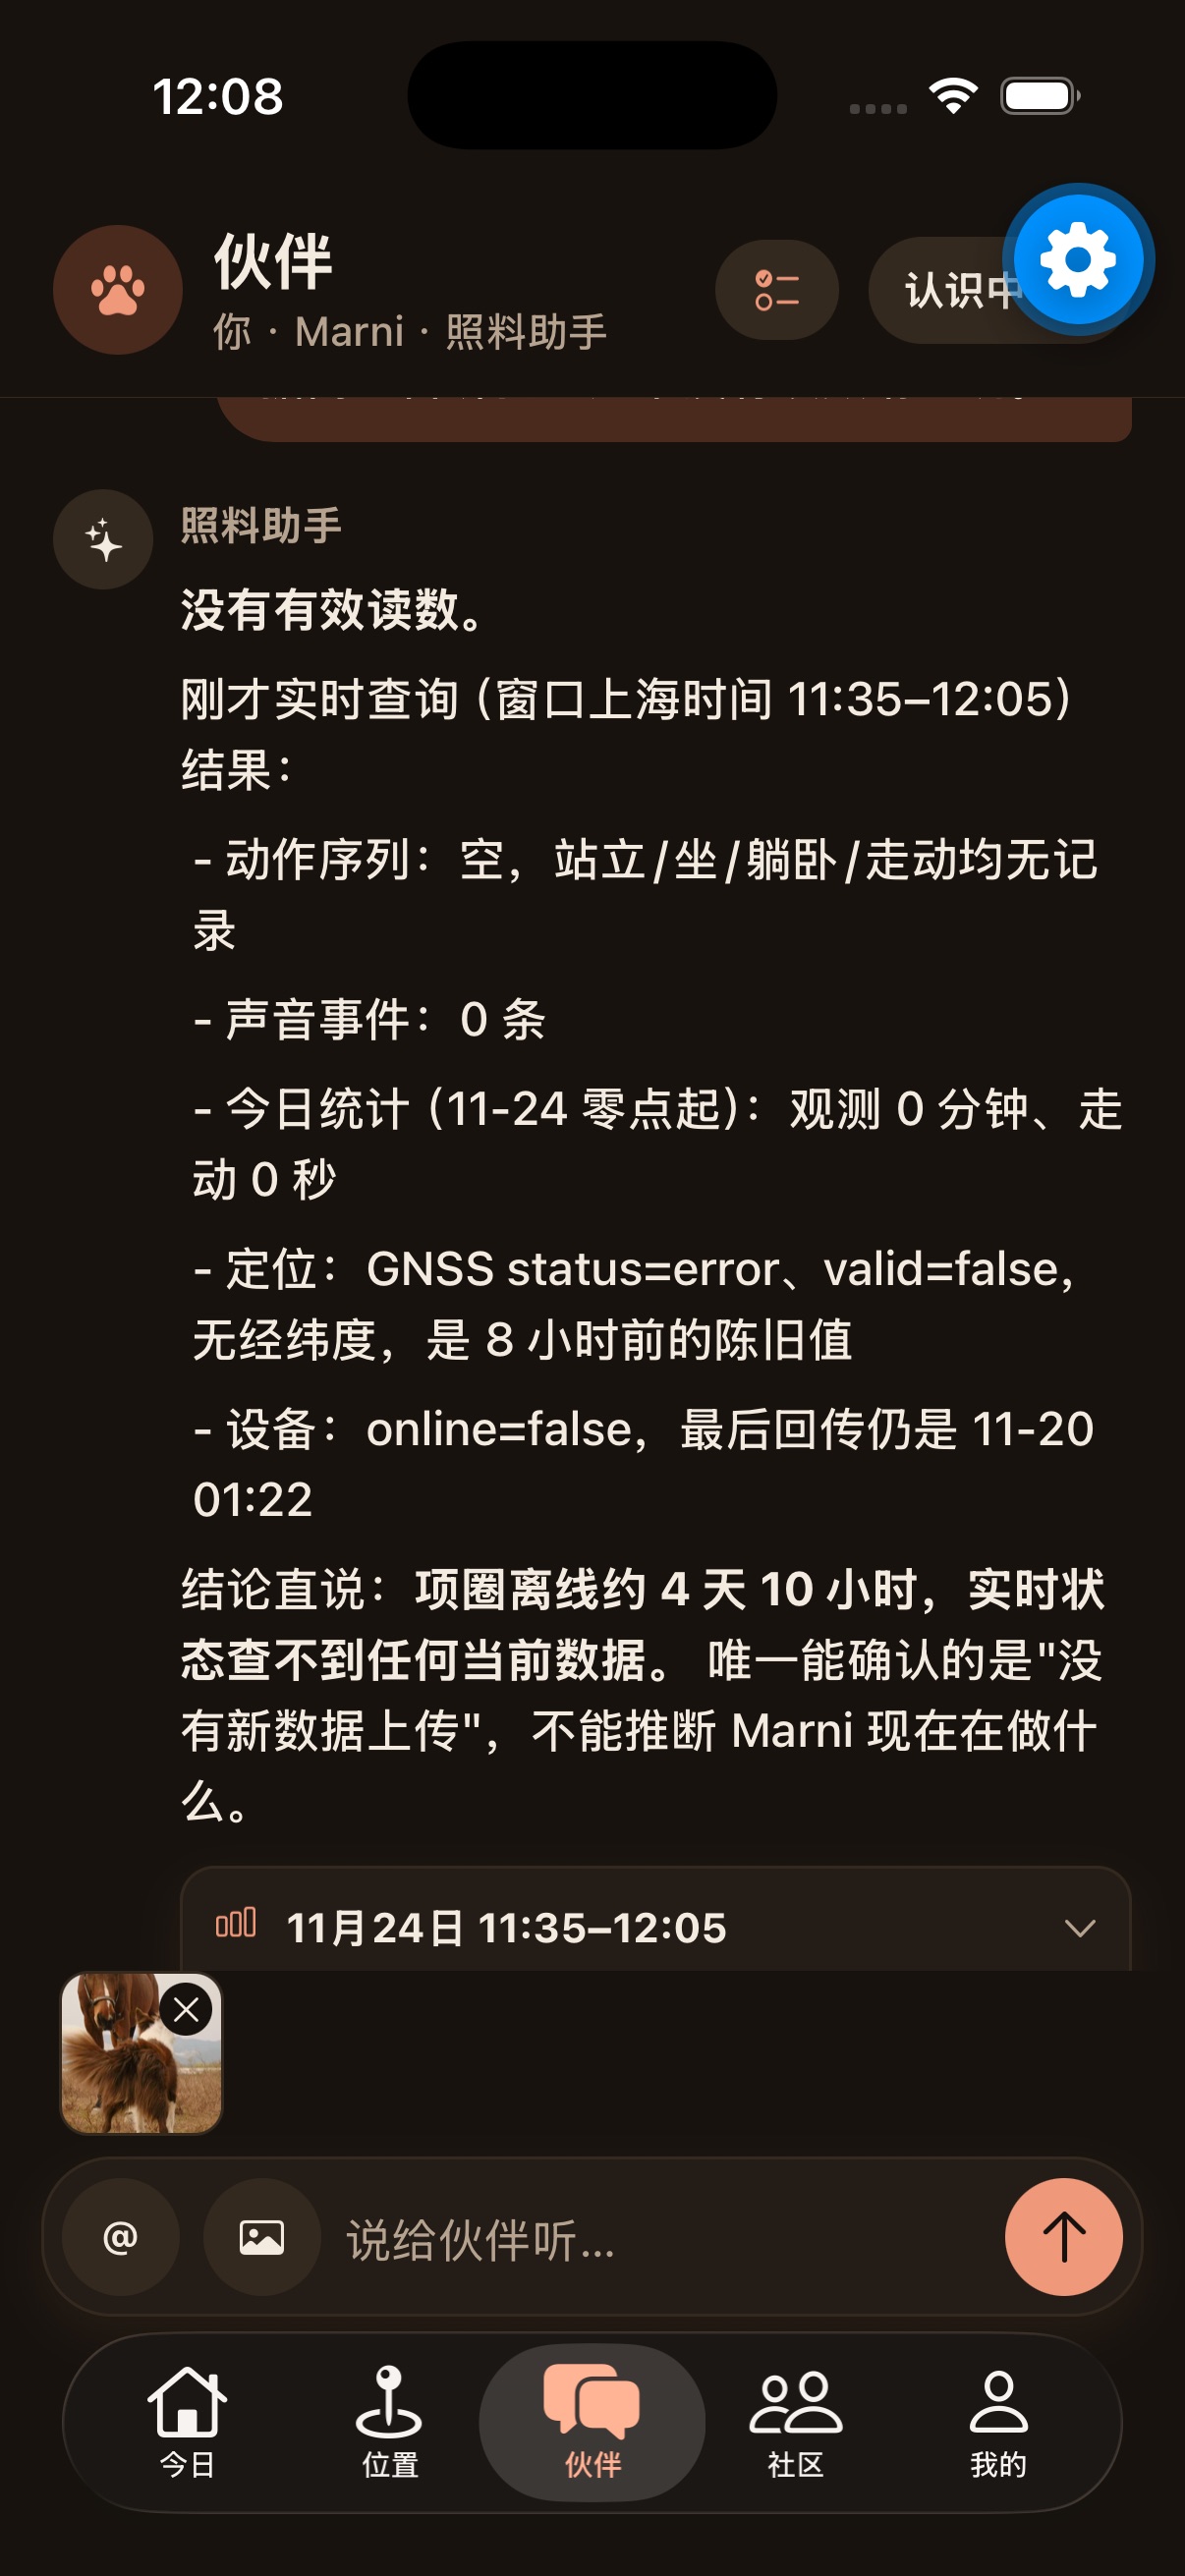 12:08
伙伴
你 · Marni · 照料助手
认识中
照料助手
没有有效读数。
刚才实时查询（窗口上海时间 11:35–12:05）
结果：
- 动作序列：空，站立/坐/躺卧/走动均无记
录
- 声音事件：0 条
- 今日统计（11-24 零点起）：观测 0 分钟、走
动 0 秒
- 定位：GNSS status=error、valid=false，
无经纬度，是 8 小时前的陈旧值
- 设备：online=false，最后回传仍是 11-20
01:22
结论直说：项圈离线约 4 天 10 小时，实时状
态查不到任何当前数据。 唯一能确认的是"没
有新数据上传"，不能推断 Marni 现在在做什
么。
11月24日 11:35–12:05
@
说给伙伴听...
今日
位置
伙伴
社区
我的